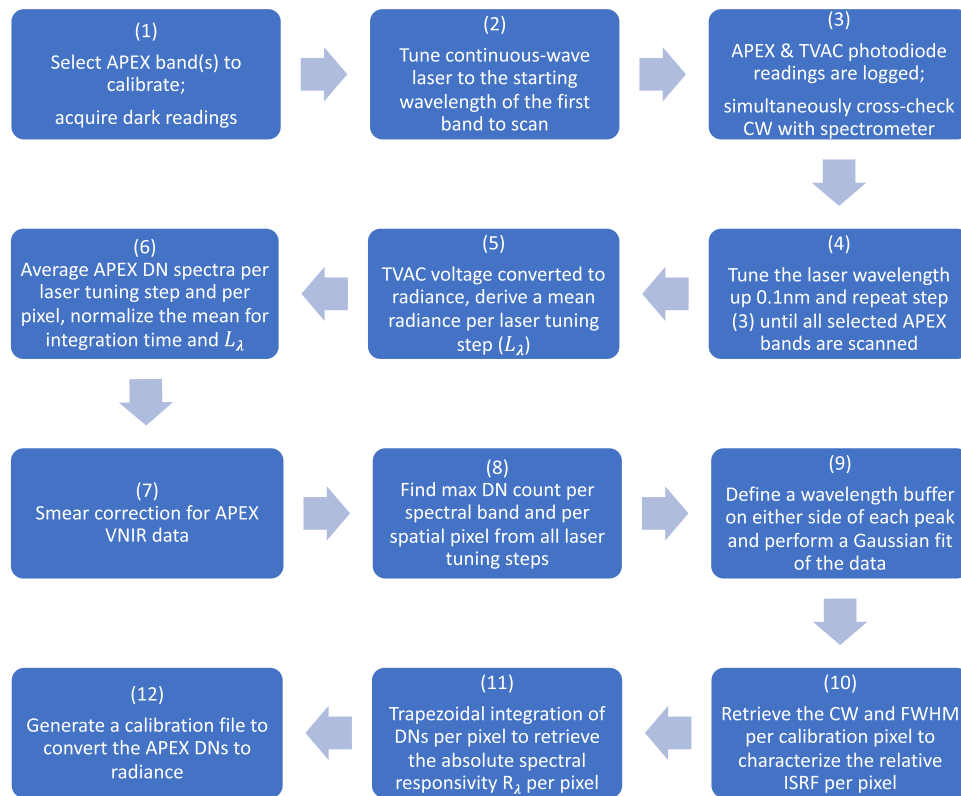 (1)
Select APEX band(s) to
calibrate;
acquire dark readings
(2)
Tune continuous-wave
laser to the starting
wavelength of the first
band to scan
(3)
APEX & TVAC photodiode
readings are logged;
simultaneously cross-check
CW with spectrometer
(4)
Tune the laser wavelength
up 0.1nm and repeat step
(3) until all selected APEX
bands are scanned
(5)
TVAC voltage converted to
radiance, derive a mean
radiance per laser tuning
step (L_λ)
(6)
Average APEX DN spectra per
laser tuning step and per
pixel, normalize the mean for
integration time and L_λ
(7)
Smear correction for APEX
VNIR data
(8)
Find max DN count per
spectral band and per
spatial pixel from all laser
tuning steps
(9)
Define a wavelength buffer
on either side of each peak
and perform a Gaussian fit
of the data
(10)
Retrieve the CW and FWHM
per calibration pixel to
characterize the relative
ISRF per pixel
(11)
Trapezoidal integration of
DNs per pixel to retrieve
the absolute spectral
responsivity R_λ per pixel
(12)
Generate a calibration file to
convert the APEX DNs to
radiance